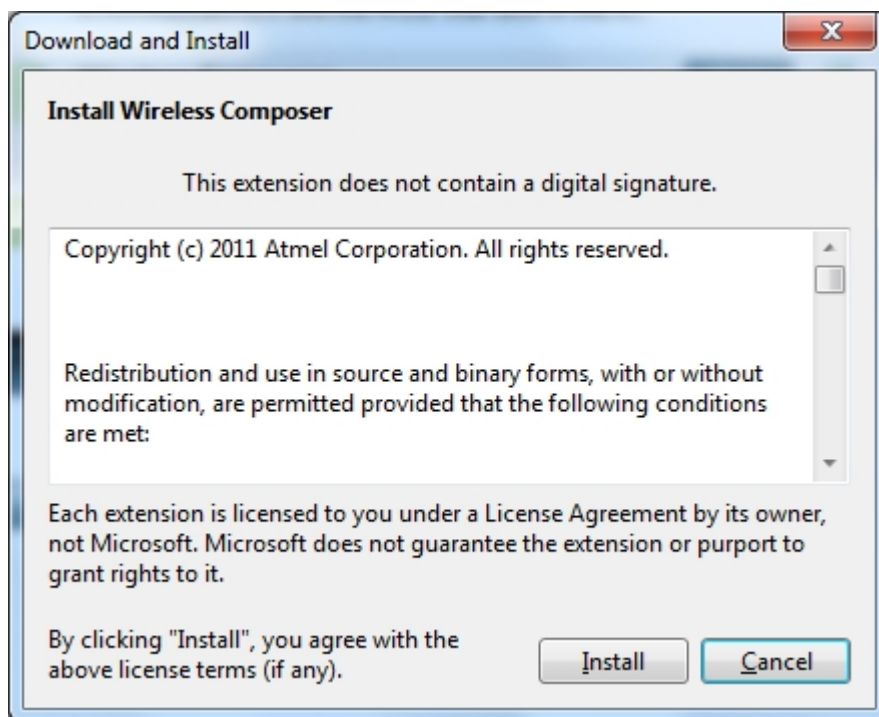 Download and Install
Install Wireless Composer
This extension does not contain a digital signature.
Copyright (c) 2011 Atmel Corporation. All rights reserved.
Redistribution and use in source and binary forms, with or without
modification, are permitted provided that the following conditions
are met:
Each extension is licensed to you under a License Agreement by its owner,
not Microsoft. Microsoft does not guarantee the extension or purport to
grant rights to it.
By clicking "Install", you agree with the
above license terms (if any).
Install
Cancel